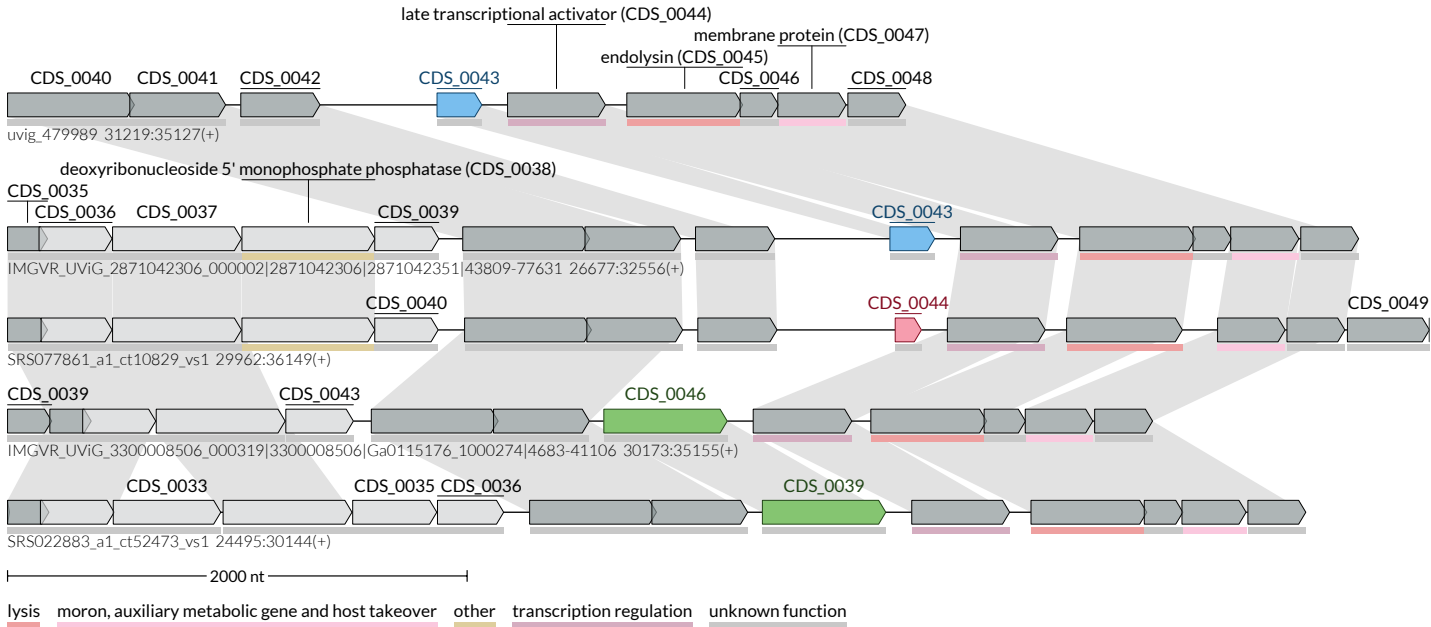 late transcriptional activator (CDS_0044)
membrane protein (CDS_0047)
endolysin (CDS_0045)
CDS_0040 CDS_0041 CDS_0042 CDS_0043 CDS_0046 CDS_0048
uvig_479989 31219:35127(+)
deoxyribonucleoside 5' monophosphate phosphatase (CDS_0038)
CDS_0035
CDS_0036 CDS_0037 CDS_0039 CDS_0043
IMGVR_UViG_2871042306_000002|2871042306|2871042351|43809-77631 26677:32556(+)
CDS_0040 CDS_0044 CDS_0049
SRS077861_a1_ct10829_vs1 29962:36149(+)
CDS_0039 CDS_0043 CDS_0046
IMGVR_UViG_3300008506_000319|3300008506|Ga0115176_1000274|4683-41106 30173:35155(+)
CDS_0033 CDS_0035 CDS_0036 CDS_0039
SRS022883_a1_ct52473_vs1 24495:30144(+)
2000 nt
lysis moron, auxiliary metabolic gene and host takeover other transcription regulation unknown function